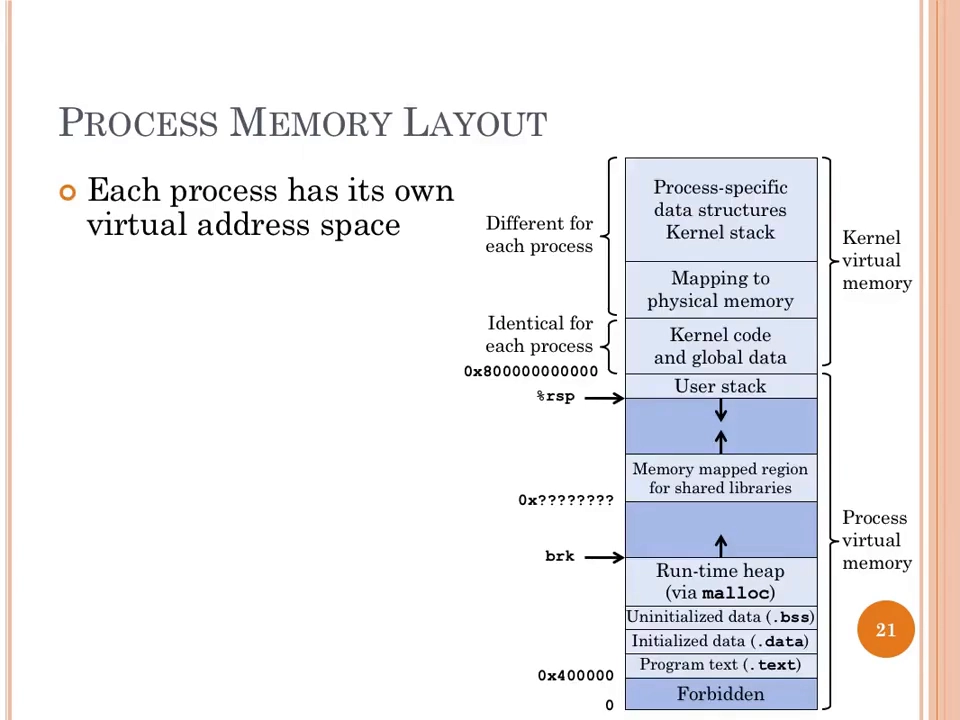 PROCESS MEMORY LAYOUT
Each process has its own
virtual address space
Different for
each process
Identical for
each process
0x800000000000
%rsp
0x????????
brk
0x400000
0
Process-specific
data structures
Kernel stack
Mapping to
physical memory
Kernel code
and global data
User stack
Memory mapped region
for shared libraries
Run-time heap
(via malloc)
Uninitialized data (.bss)
Initialized data (.data)
Program text (.text)
Forbidden
Kernel
virtual
memory
Process
virtual
memory
21